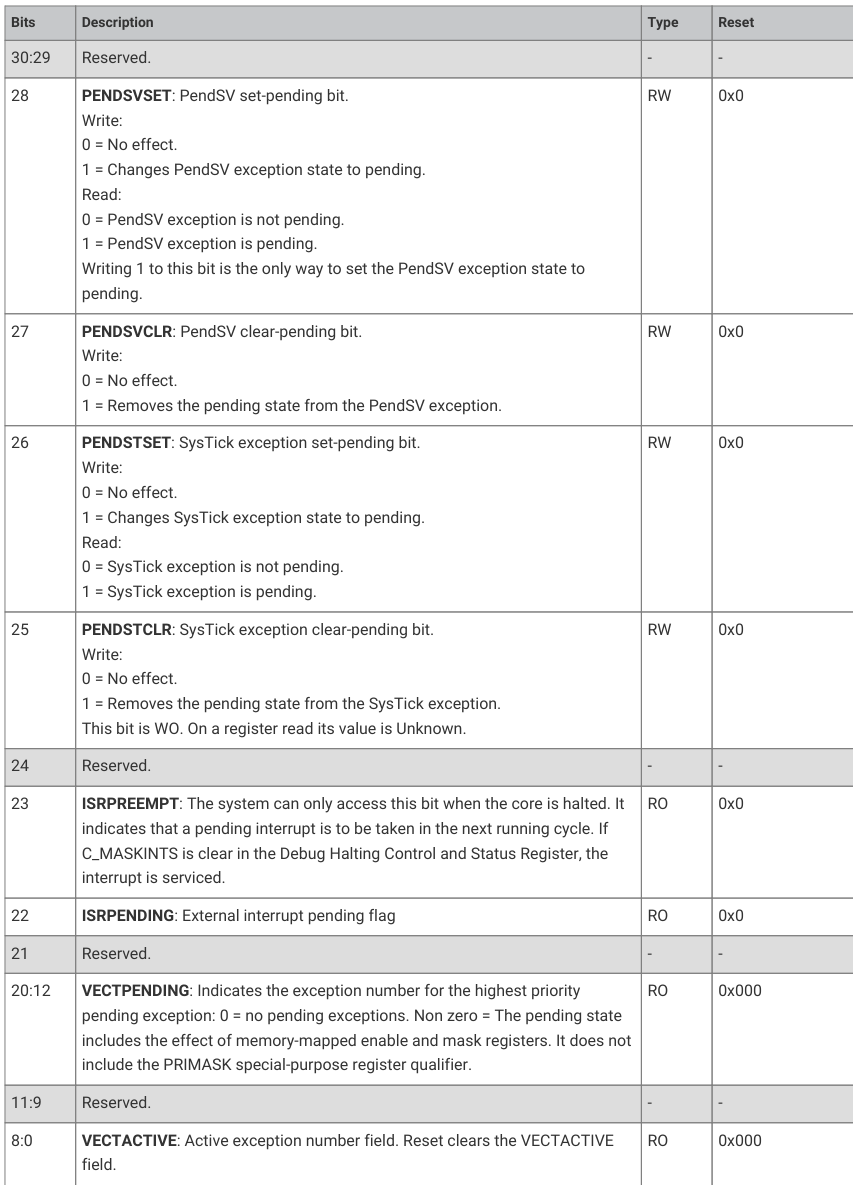 Bits Description Type Reset
30:29 Reserved. - -
28 PENDSVSET: PendSV set-pending bit. RW 0x0
Write:
0 = No effect.
1 = Changes PendSV exception state to pending.
Read:
0 = PendSV exception is not pending.
1 = PendSV exception is pending.
Writing 1 to this bit is the only way to set the PendSV exception state to
pending.
27 PENDSVCLR: PendSV clear-pending bit. RW 0x0
Write:
0 = No effect.
1 = Removes the pending state from the PendSV exception.
26 PENDSTSET: SysTick exception set-pending bit. RW 0x0
Write:
0 = No effect.
1 = Changes SysTick exception state to pending.
Read:
0 = SysTick exception is not pending.
1 = SysTick exception is pending.
25 PENDSTCLR: SysTick exception clear-pending bit. RW 0x0
Write:
0 = No effect.
1 = Removes the pending state from the SysTick exception.
This bit is WO. On a register read its value is Unknown.
24 Reserved. - -
23 ISRPREEMPT: The system can only access this bit when the core is halted. It RO 0x0
indicates that a pending interrupt is to be taken in the next running cycle. If
C_MASKINTS is clear in the Debug Halting Control and Status Register, the
interrupt is serviced.
22 ISRPENDING: External interrupt pending flag RO 0x0
21 Reserved. - -
20:12 VECTPENDING: Indicates the exception number for the highest priority RO 0x000
pending exception: 0 = no pending exceptions. Non zero = The pending state
includes the effect of memory-mapped enable and mask registers. It does not
include the PRIMASK special-purpose register qualifier.
11:9 Reserved. - -
8:0 VECTACTIVE: Active exception number field. Reset clears the VECTACTIVE RO 0x000
field.